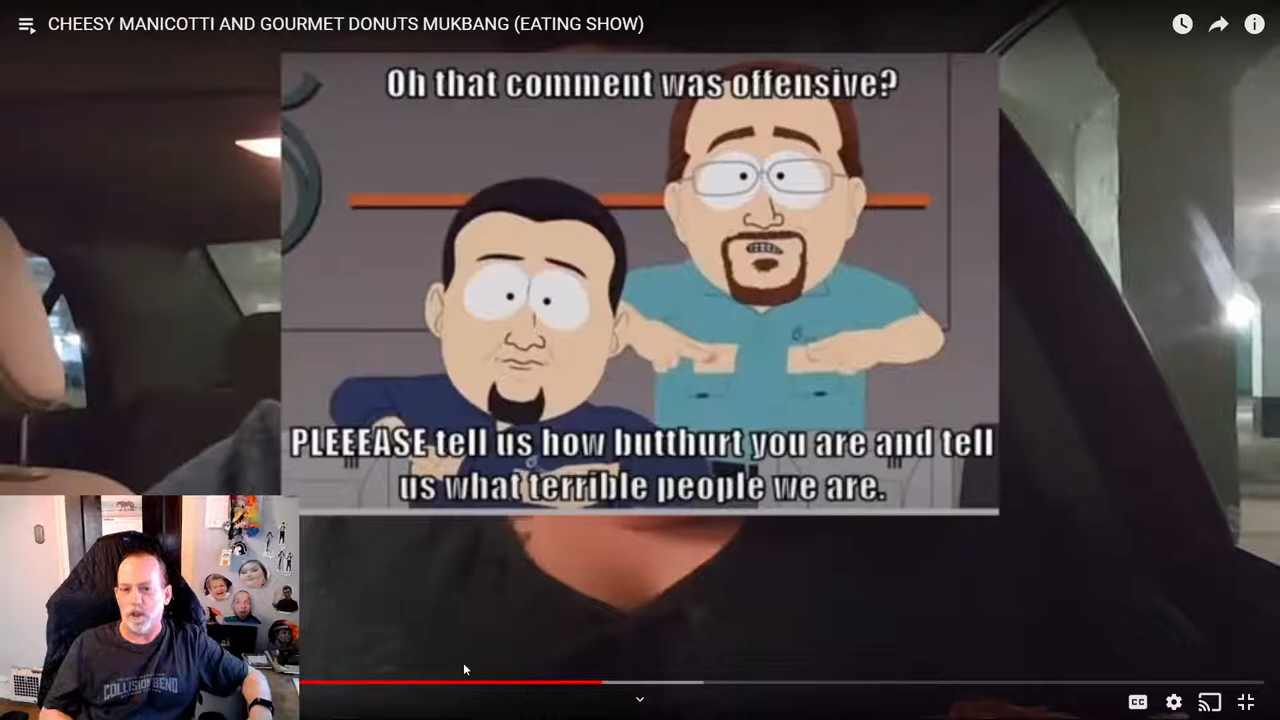 CHEESY MANICOTTI AND GOURMET DONUTS MUKBANG (EATING SHOW)
Oh that comment was offensive?
PLEEEASE tell us how butthurt you are and tell
us what terrible people we are.
COLLISION BEND
CC